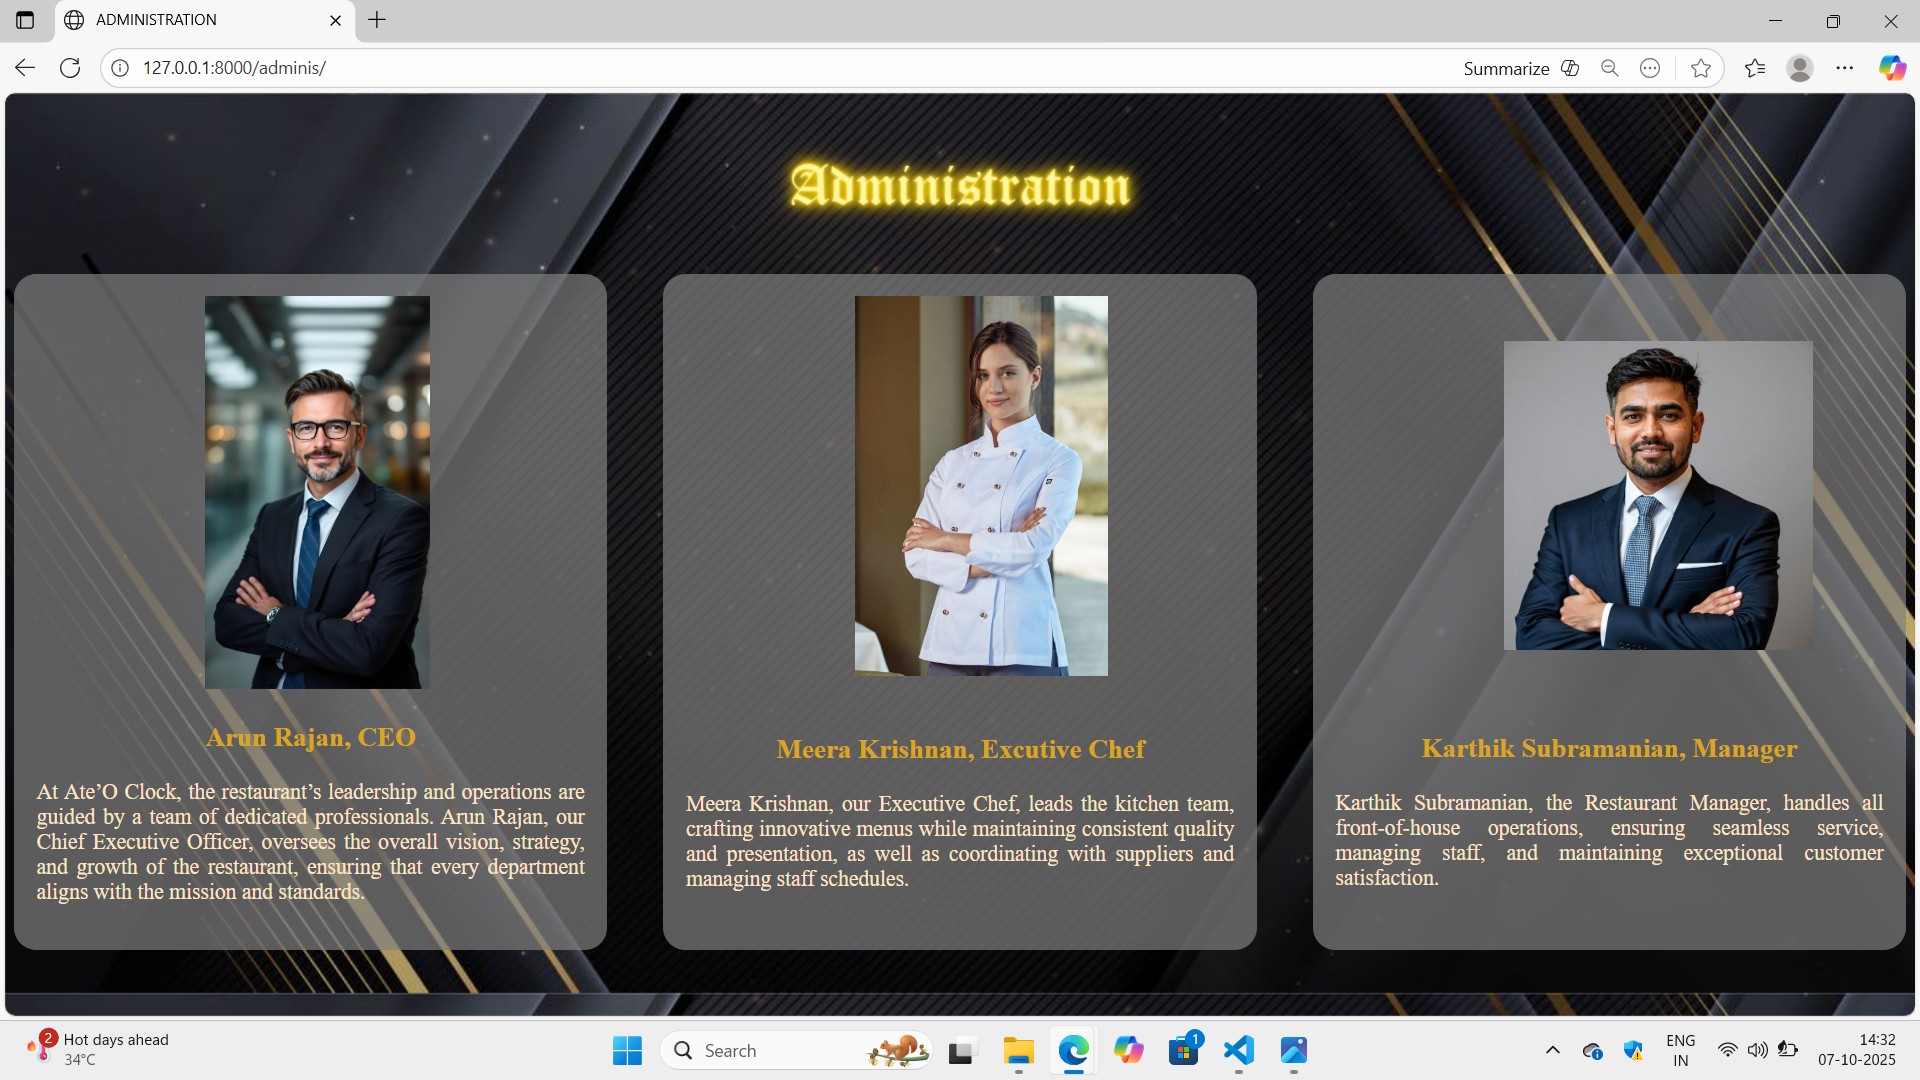 ADMINISTRATION
127.0.0.1:8000/adminis/
Summarize
Administration
Arun Rajan, CEO
At Ate’O Clock, the restaurant’s leadership and operations are
guided by a team of dedicated professionals. Arun Rajan, our
Chief Executive Officer, oversees the overall vision, strategy,
and growth of the restaurant, ensuring that every department
aligns with the mission and standards.
Meera Krishnan, Excutive Chef
Meera Krishnan, our Executive Chef, leads the kitchen team,
crafting innovative menus while maintaining consistent quality
and presentation, as well as coordinating with suppliers and
managing staff schedules.
Karthik Subramanian, Manager
Karthik Subramanian, the Restaurant Manager, handles all
front-of-house operations, ensuring seamless service,
managing staff, and maintaining exceptional customer
satisfaction.
2
Hot days ahead
34°C
Search
1
ENG
IN
14:32
07-10-2025